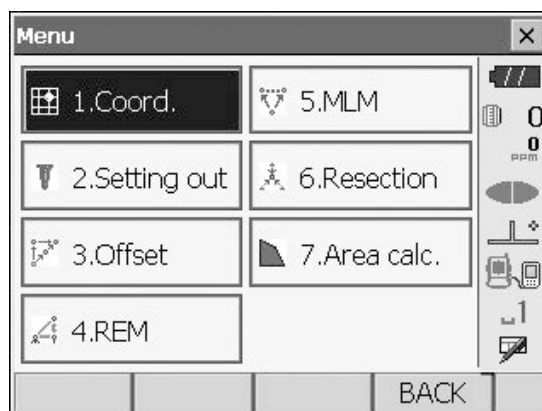 Menu
1.Coord.
5.MLM
2.Setting out
6.Resection
3.Offset
7.Area calc.
4.REM
0
0
PPM
1
BACK